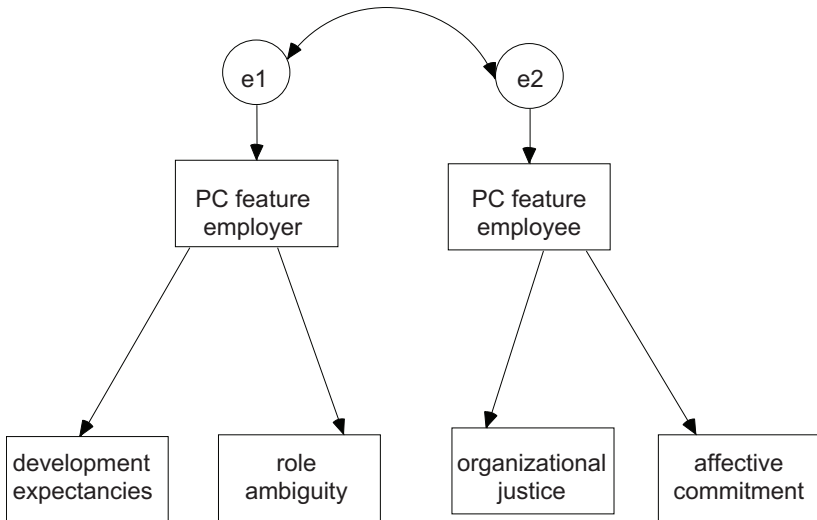 e1
e2
PC feature
employer
PC feature
employee
development
expectancies
role
ambiguity
organizational
justice
affective
commitment